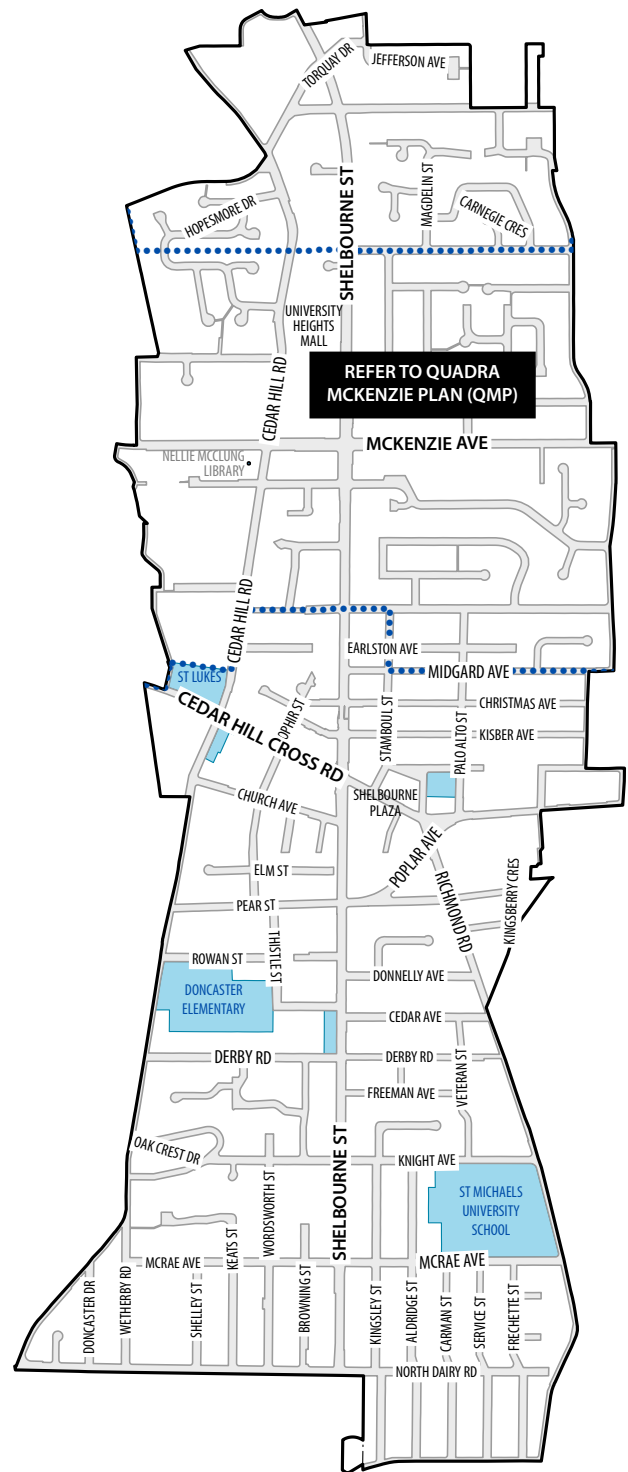 TORQUAY DR
JEFFERSON AVE
SHELBOURNE ST
MAGDELIN ST
CARNEGIE CRES
HOPESMORE DR
UNIVERSITY
HEIGHTS
MALL
CEDAR HILL RD
REFER TO QUADRA
MCKENZIE PLAN (QMP)
MCKENZIE AVE
NELLIE MCCLUNG
LIBRARY
CEDAR HILL RD
EARLSTON AVE
MIDGARD AVE
ST LUKES
CEDAR HILL CROSS RD
OPHIR ST
STAMBOUL ST
CHRISTMAS AVE
PALO ALTO ST
KISBER AVE
CHURCH AVE
SHELBOURNE
PLAZA
POPLAR AVE
ELM ST
RICHMOND RD
KINGSBERRY CRES
PEAR ST
THISTLE ST
ROWAN ST
DONNELLY AVE
DONCASTER
ELEMENTARY
CEDAR AVE
DERBY RD
DERBY RD
VETERAN ST
FREEMAN AVE
OAK CREST DR
SHELBOURNE ST
KNIGHT AVE
WORDSWORTH ST
ST MICHAELS
UNIVERSITY
SCHOOL
KEATS ST
MCRAE AVE
MCRAE AVE
DONCASTER DR
WETHERBY RD
SHELLEY ST
BROWNING ST
KINGSLEY ST
ALDRIDGE ST
CARMAN ST
SERVICE ST
FRECHETTE ST
NORTH DAIRY RD